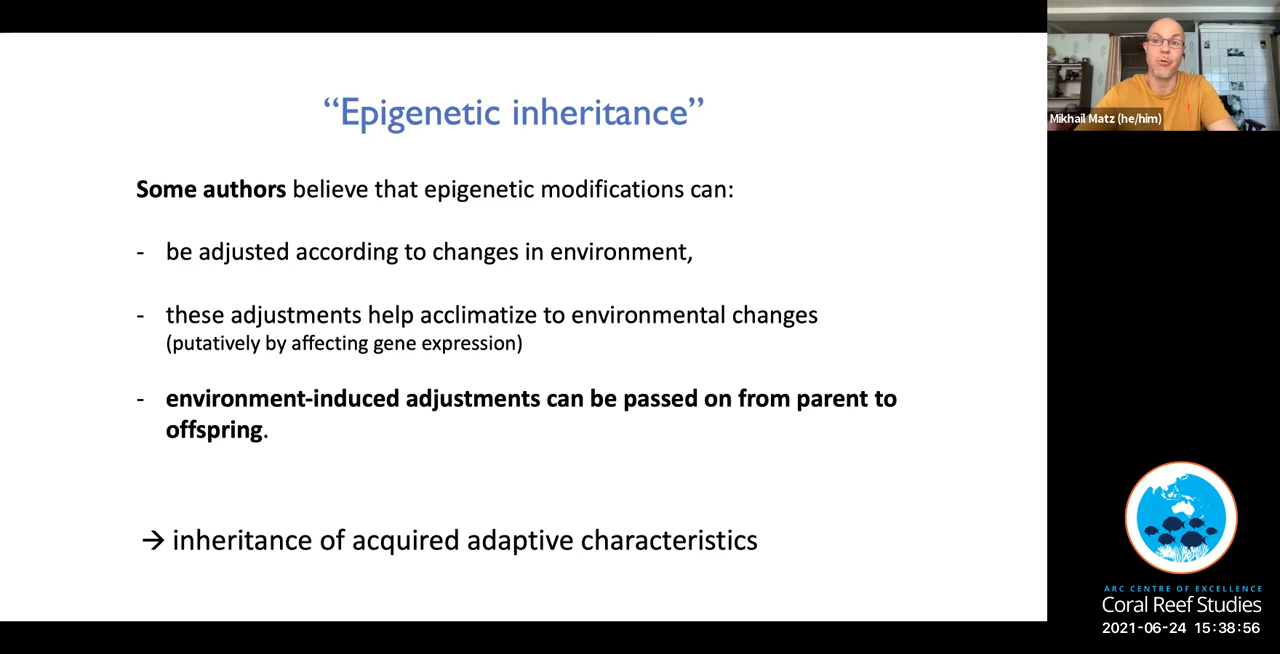 “Epigenetic inheritance”
Some authors believe that epigenetic modifications can:
- be adjusted according to changes in environment,
- these adjustments help acclimatize to environmental changes
(putatively by affecting gene expression)
- environment-induced adjustments can be passed on from parent to
offspring.
→ inheritance of acquired adaptive characteristics
Mikhail Matz (he/him)
ARC CENTRE OF EXCELLENCE
Coral Reef Studies
2021-06-24 15:38:56